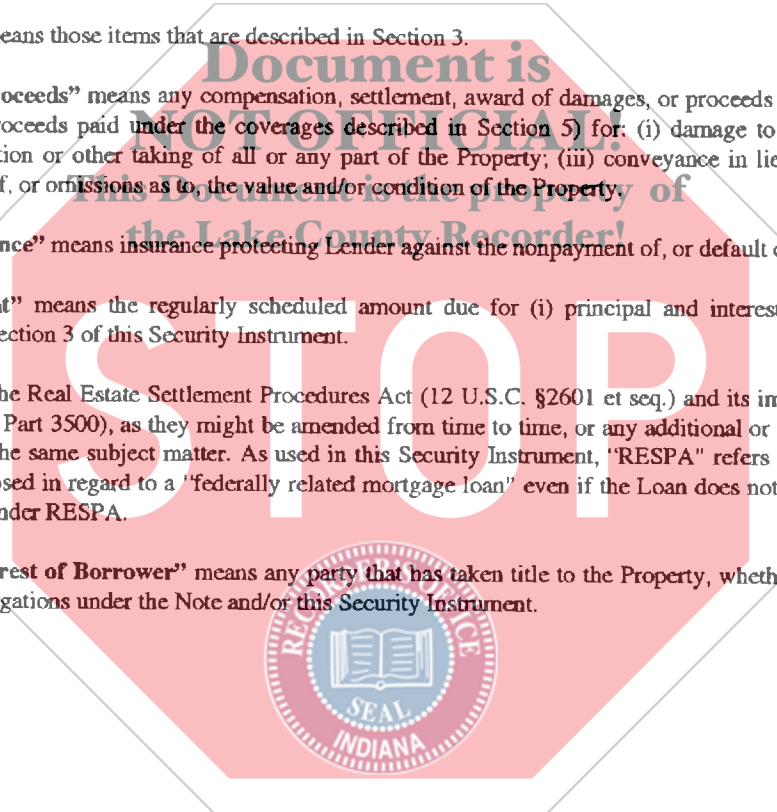 eans those items that are described in Section 3.
Document is
oceeds” means any compensation, settlement, award of damages, or proceeds
NOT OFFICIAL!
roceeds paid under the coverages described in Section 5) for: (i) damage to
tion or other taking of all or any part of the Property; (iii) conveyance in lie
f, or omissions as to, the value and/or condition of the Property.
This Document is the property of
the Lake County Recorder!
nce” means insurance protecting Lender against the nonpayment of, or default o
t” means the regularly scheduled amount due for (i) principal and interest
ection 3 of this Security Instrument.
STOP
he Real Estate Settlement Procedures Act (12 U.S.C. §2601 et seq.) and its im
Part 3500), as they might be amended from time to time, or any additional or
he same subject matter. As used in this Security Instrument, "RESPA" refers
sed in regard to a "federally related mortgage loan" even if the Loan does not
nder RESPA.
rest of Borrower” means any party that has taken title to the Property, wheth
gations under the Note and/or this Security Instrument.
RECORDER'S OFFICE
SEAL
INDIANA